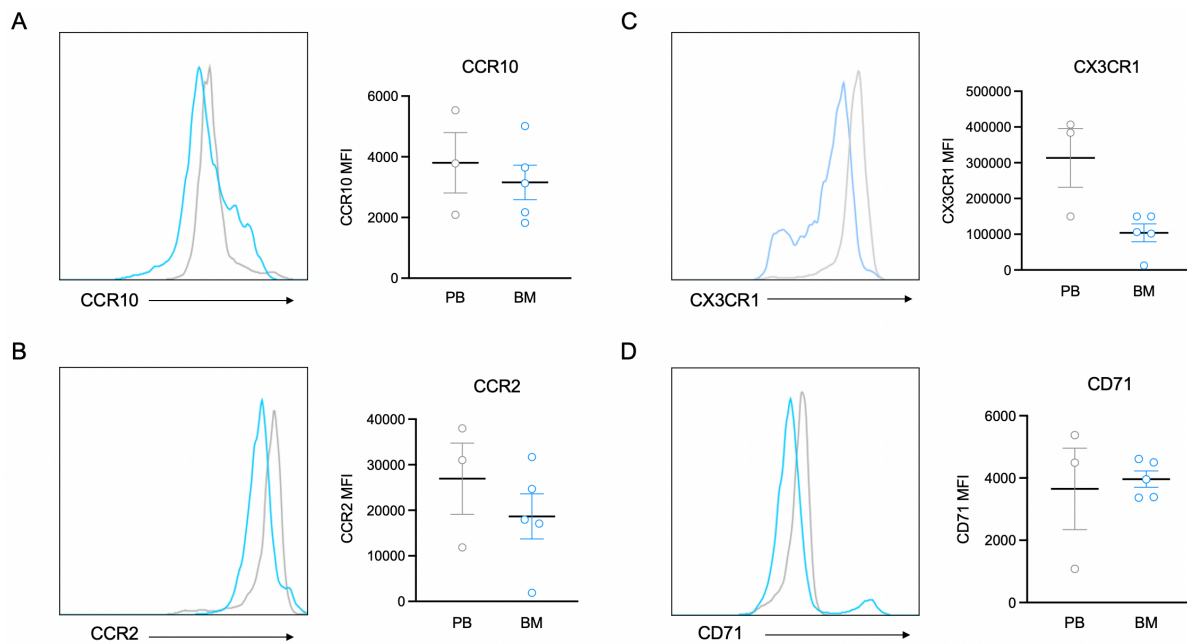 A
CCR10
CCR10
6000
4000
2000
0
CCR10 MFI
PB
BM
B
CCR2
CCR2
40000
30000
20000
10000
0
CCR2 MFI
PB
BM
C
CX3CR1
CX3CR1
500000
400000
300000
200000
100000
0
CX3CR1 MFI
PB
BM
D
CD71
CD71
6000
4000
2000
0
CD71 MFI
PB
BM